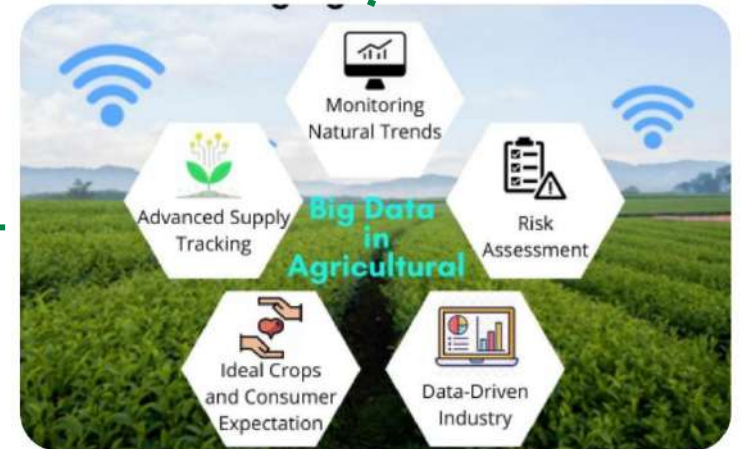 Monitoring
Natural Trends
Advanced Supply
Tracking
Big Data
in
Agricultural
Risk
Assessment
Ideal Crops
and Consumer
Expectation
Data-Driven
Industry